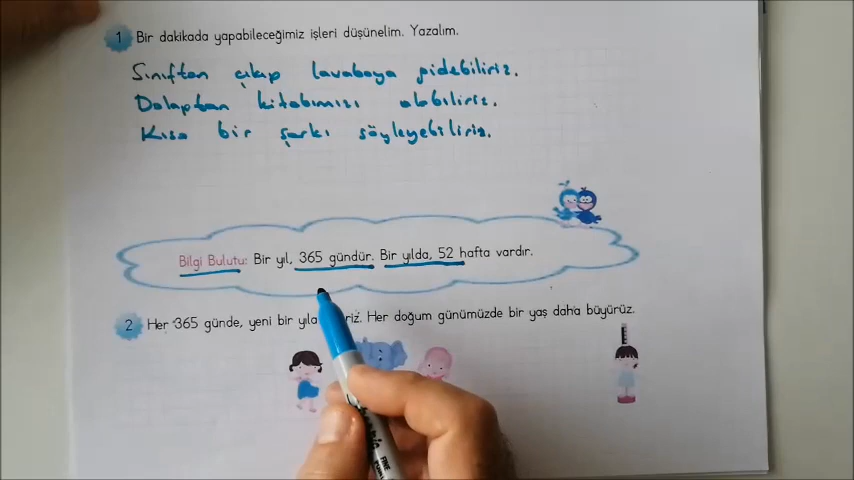 1 Bir dakikada yapabileceğimiz işleri düşünelim. Yazalım.
Sınıftan çıkıp lavaboya gidebiliriz.
Dolaptan kitabımızı alabiliriz.
Kısa bir şarkı söyleyebiliriz.
Bilgi Bulutu: Bir yıl, 365 gündür. Bir yılda, 52 hafta vardır.
2 Her 365 günde, yeni bir yıla Her doğum günümüzde bir yaş daha büyürüz.